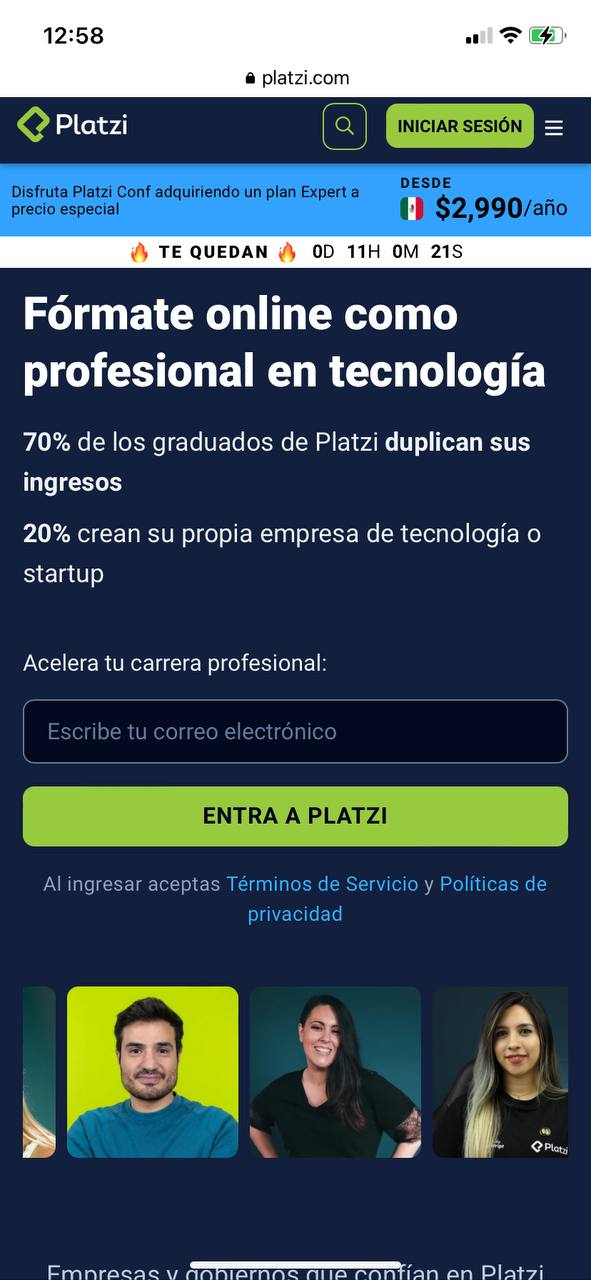 12:58
platzi.com
Platzi
INICIAR SESIÓN
Disfruta Platzi Conf adquiriendo un plan Expert a
precio especial
DESDE
$2,990/año
🔥 TE QUEDAN 🔥 0D 11H 0M 21S
Fórmate online como
profesional en tecnología
70% de los graduados de Platzi duplican sus
ingresos
20% crean su propia empresa de tecnología o
startup
Acelera tu carrera profesional:
Escribe tu correo electrónico
ENTRA A PLATZI
Al ingresar aceptas Términos de Servicio y Políticas de
privacidad
Platzi
Empresas y gobiernos que confían en Platzi